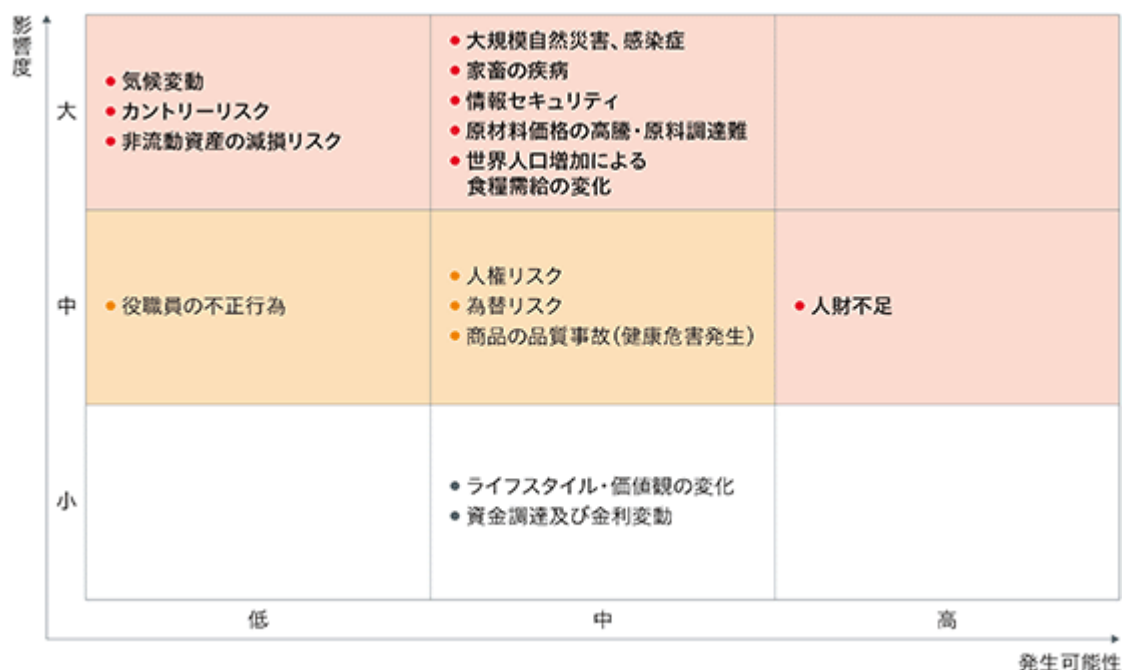 影響度
大
● 気候変動
● カントリーリスク
● 非流動資産の減損リスク
● 大規模自然災害、感染症
● 家畜の疾病
● 情報セキュリティ
● 原材料価格の高騰・原料調達難
● 世界人口増加による
食糧需給の変化
中
● 役職員の不正行為
● 人権リスク
● 為替リスク
● 商品の品質事故(健康危害発生)
● 人財不足
小
● ライフスタイル・価値観の変化
● 資金調達及び金利変動
低
中
高
発生可能性